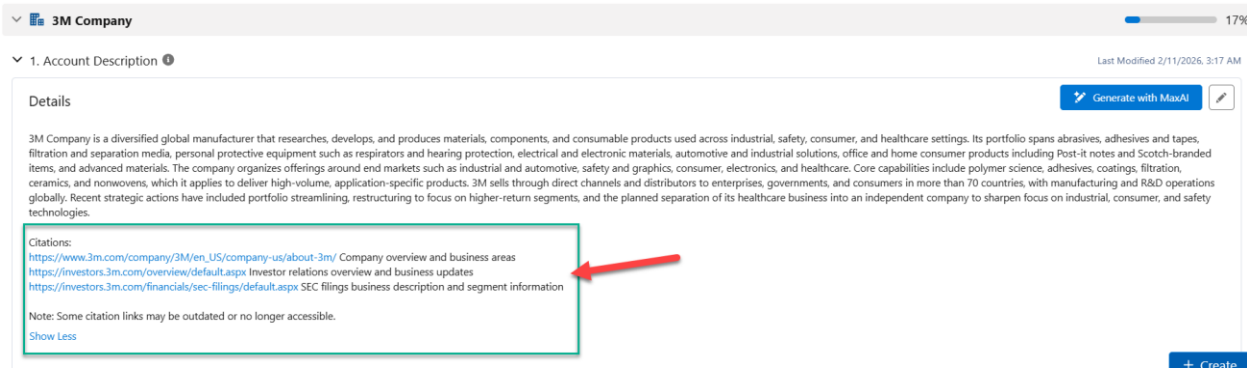 3M Company
17%
1. Account Description
Last Modified 2/11/2026, 3:17 AM
Details
Generate with MaxAI
3M Company is a diversified global manufacturer that researches, develops, and produces materials, components, and consumable products used across industrial, safety, consumer, and healthcare settings. Its portfolio spans abrasives, adhesives and tapes,
filtration and separation media, personal protective equipment such as respirators and hearing protection, electrical and electronic materials, automotive and industrial solutions, office and home consumer products including Post-it notes and Scotch-branded
items, and advanced materials. The company organizes offerings around end markets such as industrial and automotive, safety and graphics, consumer, electronics, and healthcare. Core capabilities include polymer science, adhesives, coatings, filtration,
ceramics, and nonwovens, which it applies to deliver high-volume, application-specific products. 3M sells through direct channels and distributors to enterprises, governments, and consumers in more than 70 countries, with manufacturing and R&D operations
globally. Recent strategic actions have included portfolio streamlining, restructuring to focus on higher-return segments, and the planned separation of its healthcare business into an independent company to sharpen focus on industrial, consumer, and safety
technologies.
Citations:
https://www.3m.com/company/3M/en_US/company-us/about-3m/ Company overview and business areas
https://investors.3m.com/overview/default.aspx Investor relations overview and business updates
https://investors.3m.com/financials/sec-filings/default.aspx SEC filings business description and segment information
Note: Some citation links may be outdated or no longer accessible.
Show Less
+ Create